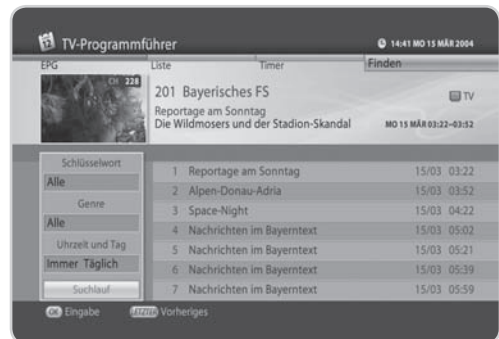 12 TV-Programmführer 14:41 MO 15 MÄR 2004
EPG Liste Timer Finden
CH 228
201 Bayerisches FS TV
Reportage am Sonntag
Die Wildmosers und der Stadion-Skandal MO 15 MÄR 03:22~03:52
Schlüsselwort
Alle
Genre
Alle
Uhrzeit und Tag
Immer Täglich
Suchlauf
1 Reportage am Sonntag 15/03 03:22
2 Alpen-Donau-Adria 15/03 03:52
3 Space-Night 15/03 04:22
4 Nachrichten im Bayerntext 15/03 05:02
5 Nachrichten im Bayerntext 15/03 05:21
6 Nachrichten im Bayerntext 15/03 05:39
7 Nachrichten im Bayerntext 15/03 05:59
OK Eingabe LETZTER Vorheriges